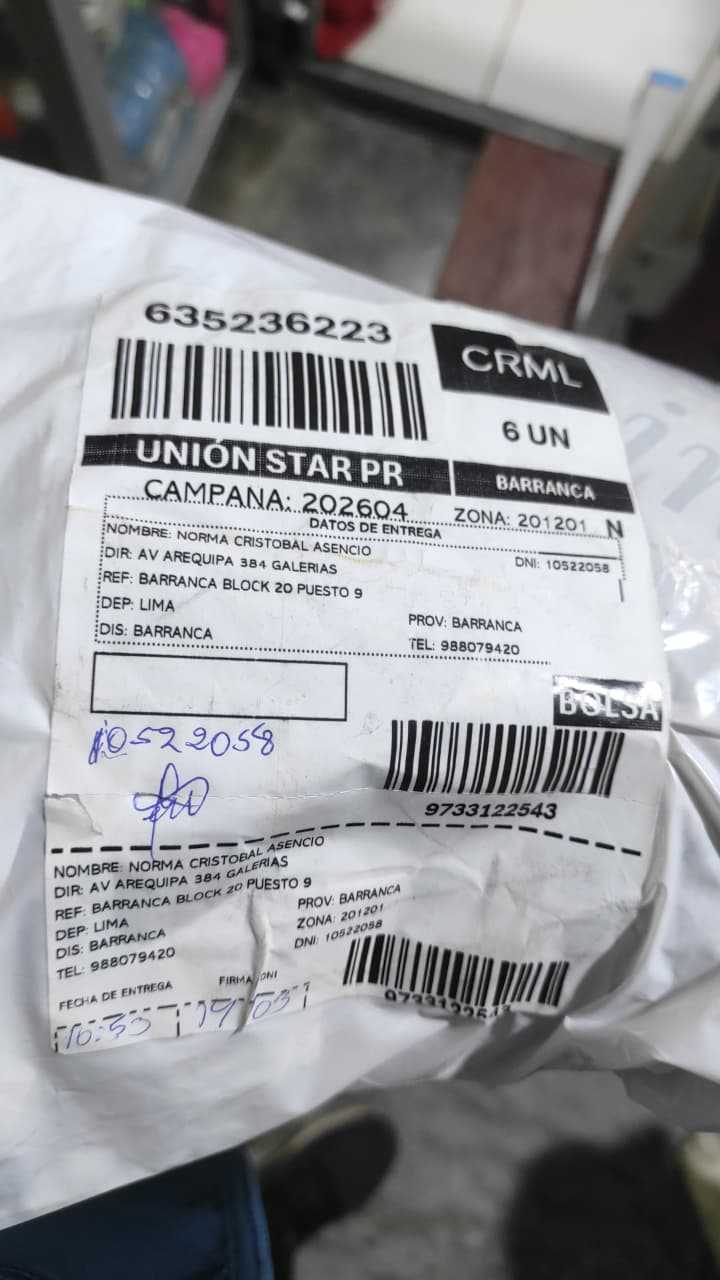 635236223
CRML
6 UN
UNIÓN STAR PR
BARRANCA
CAMPANA: 202604
ZONA: 201201 N
DATOS DE ENTREGA
NOMBRE: NORMA CRISTOBAL ASENCIO
DNI: 10522058
DIR: AV AREQUIPA 384 GALERIAS
REF: BARRANCA BLOCK 20 PUESTO 9
DEP: LIMA
PROV: BARRANCA
DIS: BARRANCA
TEL: 988079420
BOLSA
10522058
9733122543
NOMBRE: NORMA CRISTOBAL ASENCIO
DIR: AV AREQUIPA 384 GALERIAS
REF: BARRANCA BLOCK 20 PUESTO 9
DEP: LIMA
PROV: BARRANCA
DIS: BARRANCA
ZONA: 201201
TEL: 988079420
DNI: 10522058
FECHA DE ENTREGA
FIRMA DNI
10:53
19/03